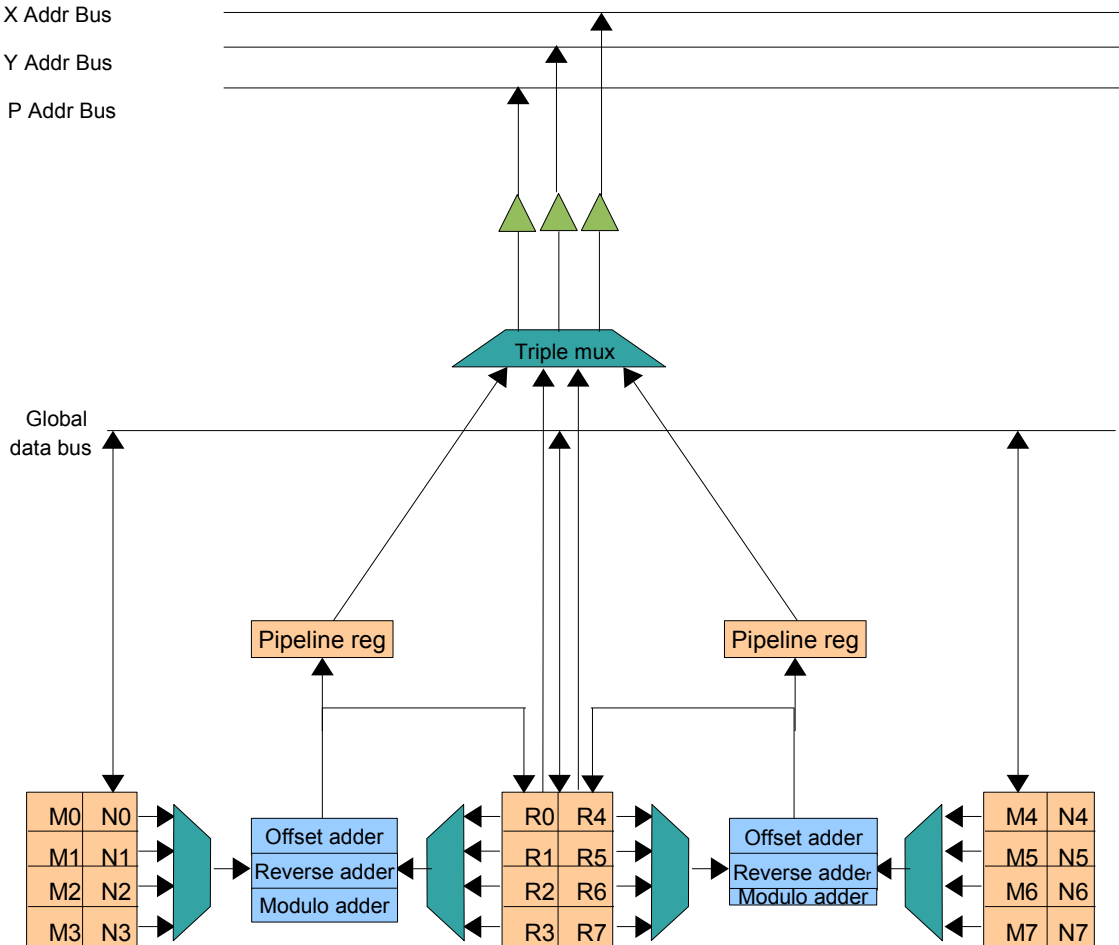 X Addr Bus
Y Addr Bus
P Addr Bus
Triple mux
Global
data bus
Pipeline reg
Pipeline reg
M0 N0
M1 N1
M2 N2
M3 N3
Offset adder
Reverse adder
Modulo adder
R0 R4
R1 R5
R2 R6
R3 R7
Offset adder
Reverse adder
Modulo adder
M4 N4
M5 N5
M6 N6
M7 N7